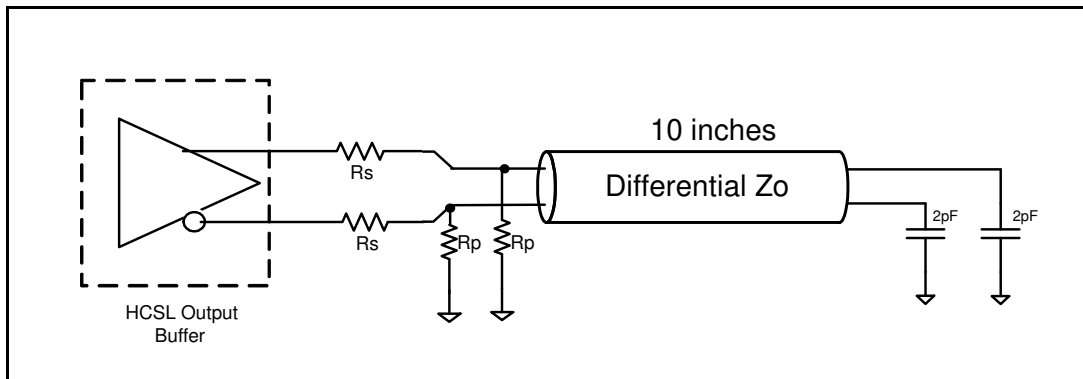 10 inches
Rs
Differential Zo
Rs
Rp
Rp
2pF
2pF
HCSL Output
Buffer